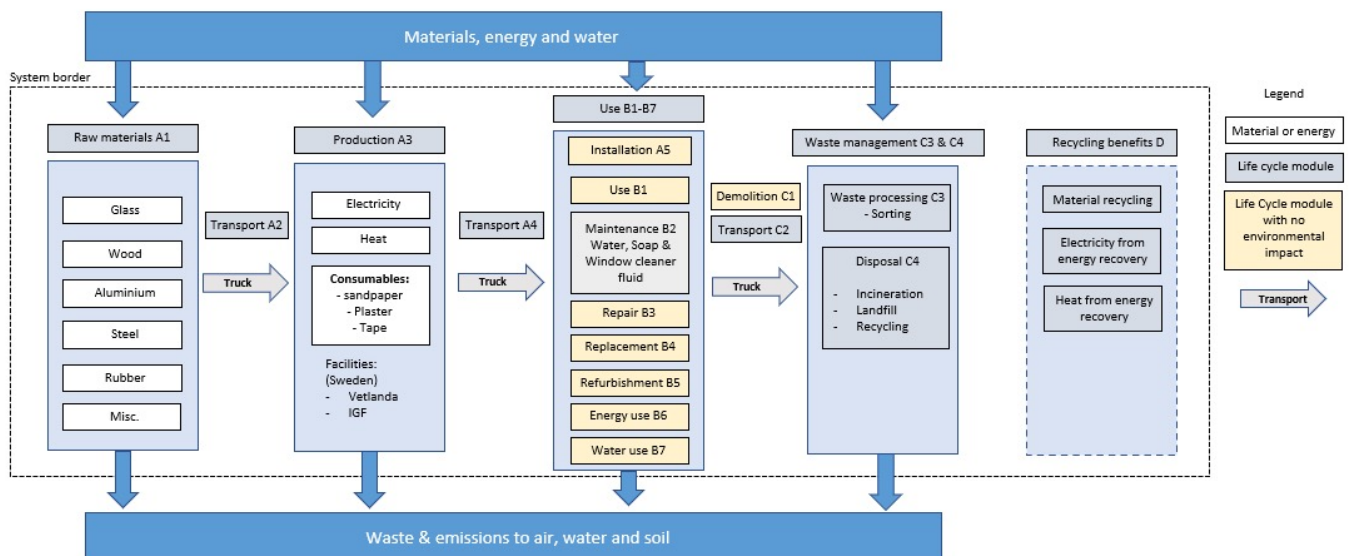 Materials, energy and water
System border
Raw materials A1
Glass
Wood
Aluminium
Steel
Rubber
Misc.
Transport A2
Truck
Production A3
Electricity
Heat
Consumables:
- sandpaper
- Plaster
- Tape
Facilities:
(Sweden)
- Vetlanda
- IGF
Transport A4
Truck
Use B1-B7
Installation A5
Use B1
Maintenance B2
Water, Soap &
Window cleaner
fluid
Repair B3
Replacement B4
Refurbishment B5
Energy use B6
Water use B7
Demolition C1
Transport C2
Truck
Waste management C3 & C4
Waste processing C3
- Sorting
Disposal C4
- Incineration
- Landfill
- Recycling
Recycling benefits D
Material recycling
Electricity from
energy recovery
Heat from energy
recovery
Legend
Material or energy
Life cycle module
Life Cycle module
with no
environmental
impact
Transport
Waste & emissions to air, water and soil